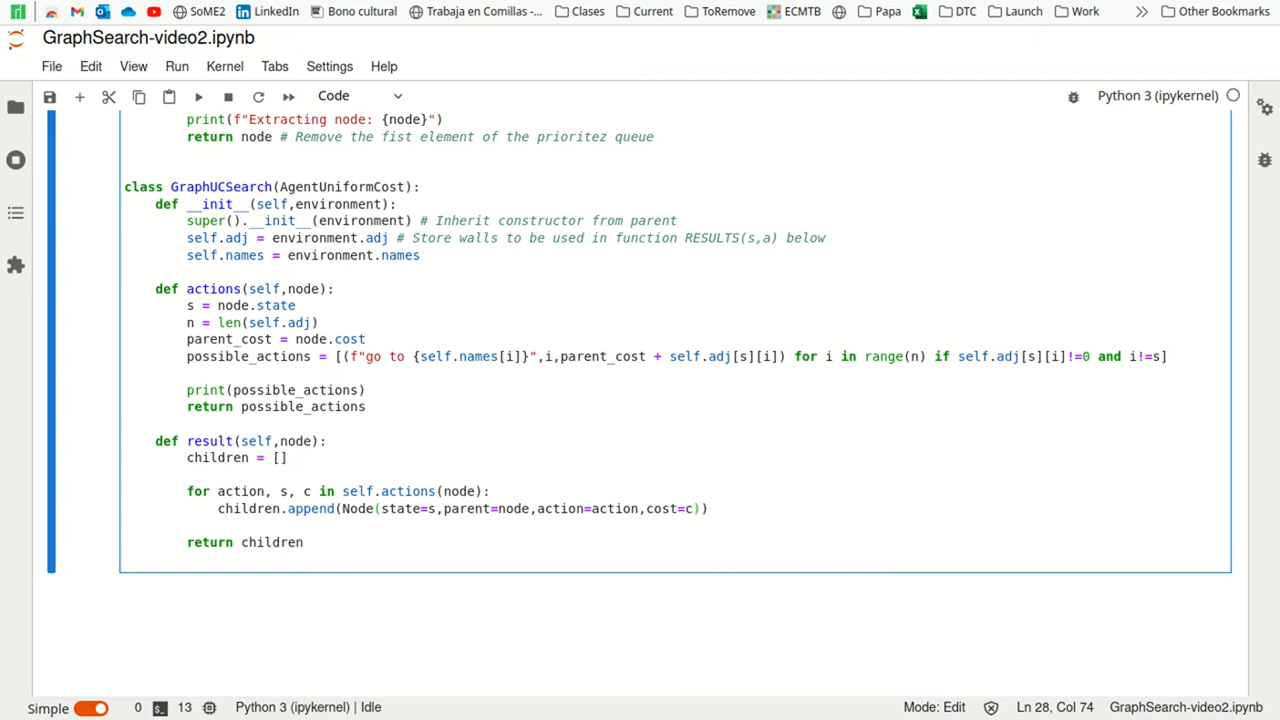 SoME2 LinkedIn Bono cultural Trabaja en Comillas -... Clases Current ToRemove ECMTB Papa DTC Launch Work Other Bookmarks
GraphSearch-video2.ipynb
File Edit View Run Kernel Tabs Settings Help
Code Python 3 (ipykernel)
print(f"Extracting node: {node}")
return node # Remove the fist element of the prioritez queue
class GraphUCSearch(AgentUniformCost):
def __init__(self,environment):
super().__init__(environment) # Inherit constructor from parent
self.adj = environment.adj # Store walls to be used in function RESULTS(s,a) below
self.names = environment.names
def actions(self,node):
s = node.state
n = len(self.adj)
parent_cost = node.cost
possible_actions = [(f"go to {self.names[i]}",i,parent_cost + self.adj[s][i]) for i in range(n) if self.adj[s][i]!=0 and i!=s]
print(possible_actions)
return possible_actions
def result(self,node):
children = []
for action, s, c in self.actions(node):
children.append(Node(state=s,parent=node,action=action,cost=c))
return children
Simple 0 13 Python 3 (ipykernel) | Idle Mode: Edit Ln 28, Col 74 GraphSearch-video2.ipynb